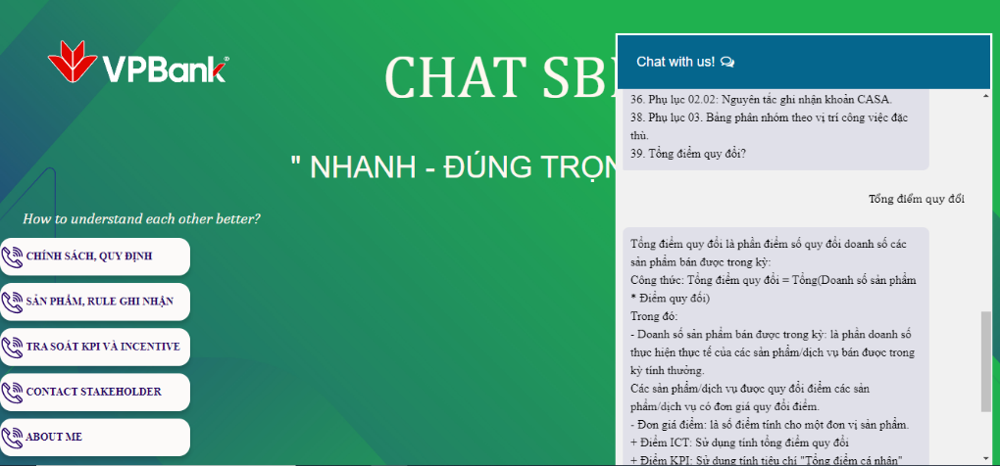 VPBank®
CHAT SB
" NHANH - ĐÚNG TRỌN
How to understand each other better?
CHÍNH SÁCH, QUY ĐỊNH
SẢN PHẨM, RULE GHI NHẬN
TRA SOÁT KPI VÀ INCENTIVE
CONTACT STAKEHOLDER
ABOUT ME
Chat with us!
36. Phụ lục 02.02: Nguyên tắc ghi nhận khoản CASA.
38. Phụ lục 03. Bảng phân nhóm theo vị trí công việc đặc
thù.
39. Tổng điểm quy đổi?
Tổng điểm quy đổi
Tổng điểm quy đổi là phần điểm số quy đổi doanh số các
sản phẩm bán được trong kỳ:
Công thức: Tổng điểm quy đổi = Tổng(Doanh số sản phẩm
* Điểm quy đổi)
Trong đó:
- Doanh số sản phẩm bán được trong kỳ: là phần doanh số
thực hiện thực tế của các sản phẩm/dịch vụ bán được trong
kỳ tính thưởng.
Các sản phẩm/dịch vụ được quy đổi điểm các sản
phẩm/dịch vụ có đơn giá quy đổi điểm.
- Đơn giá điểm: là số điểm tính cho một đơn vị sản phẩm.
+ Điểm ICT: Sử dụng tính tổng điểm quy đổi
+ Điểm KPI: Sử dụng tính tiêu chí "Tổng điểm cá nhân"